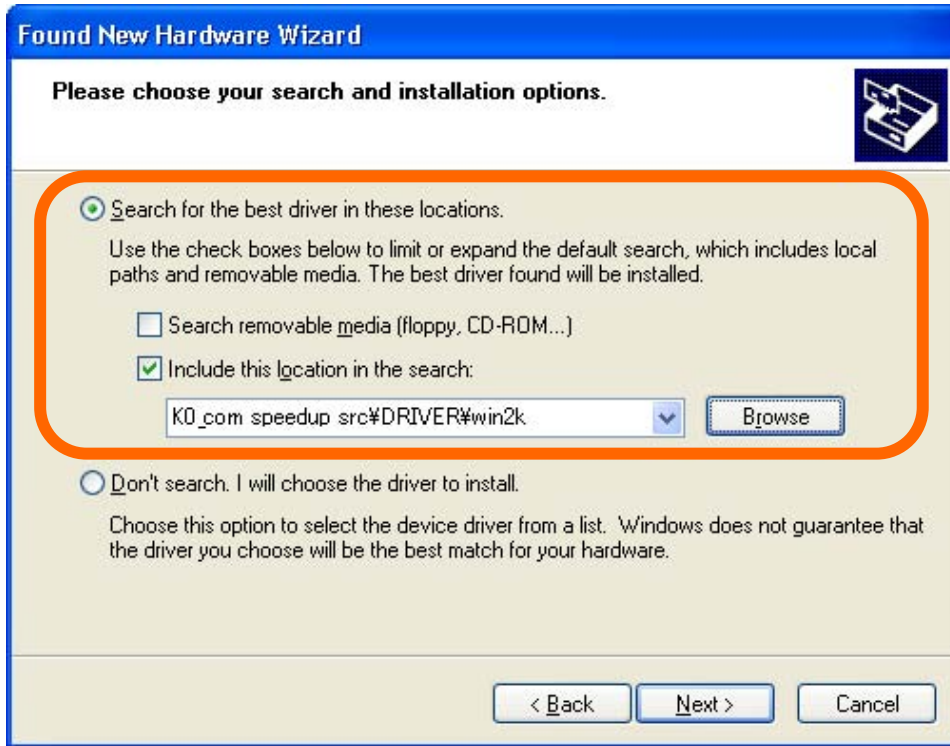 Found New Hardware Wizard
Please choose your search and installation options.
Search for the best driver in these locations.
Use the check boxes below to limit or expand the default search, which includes local
paths and removable media. The best driver found will be installed.
Search removable media (floppy, CD-ROM...)
Include this location in the search:
K0_com speedup src¥DRIVER¥win2k
Browse
Don't search. I will choose the driver to install.
Choose this option to select the device driver from a list.  Windows does not guarantee that
the driver you choose will be the best match for your hardware.
< Back
Next >
Cancel